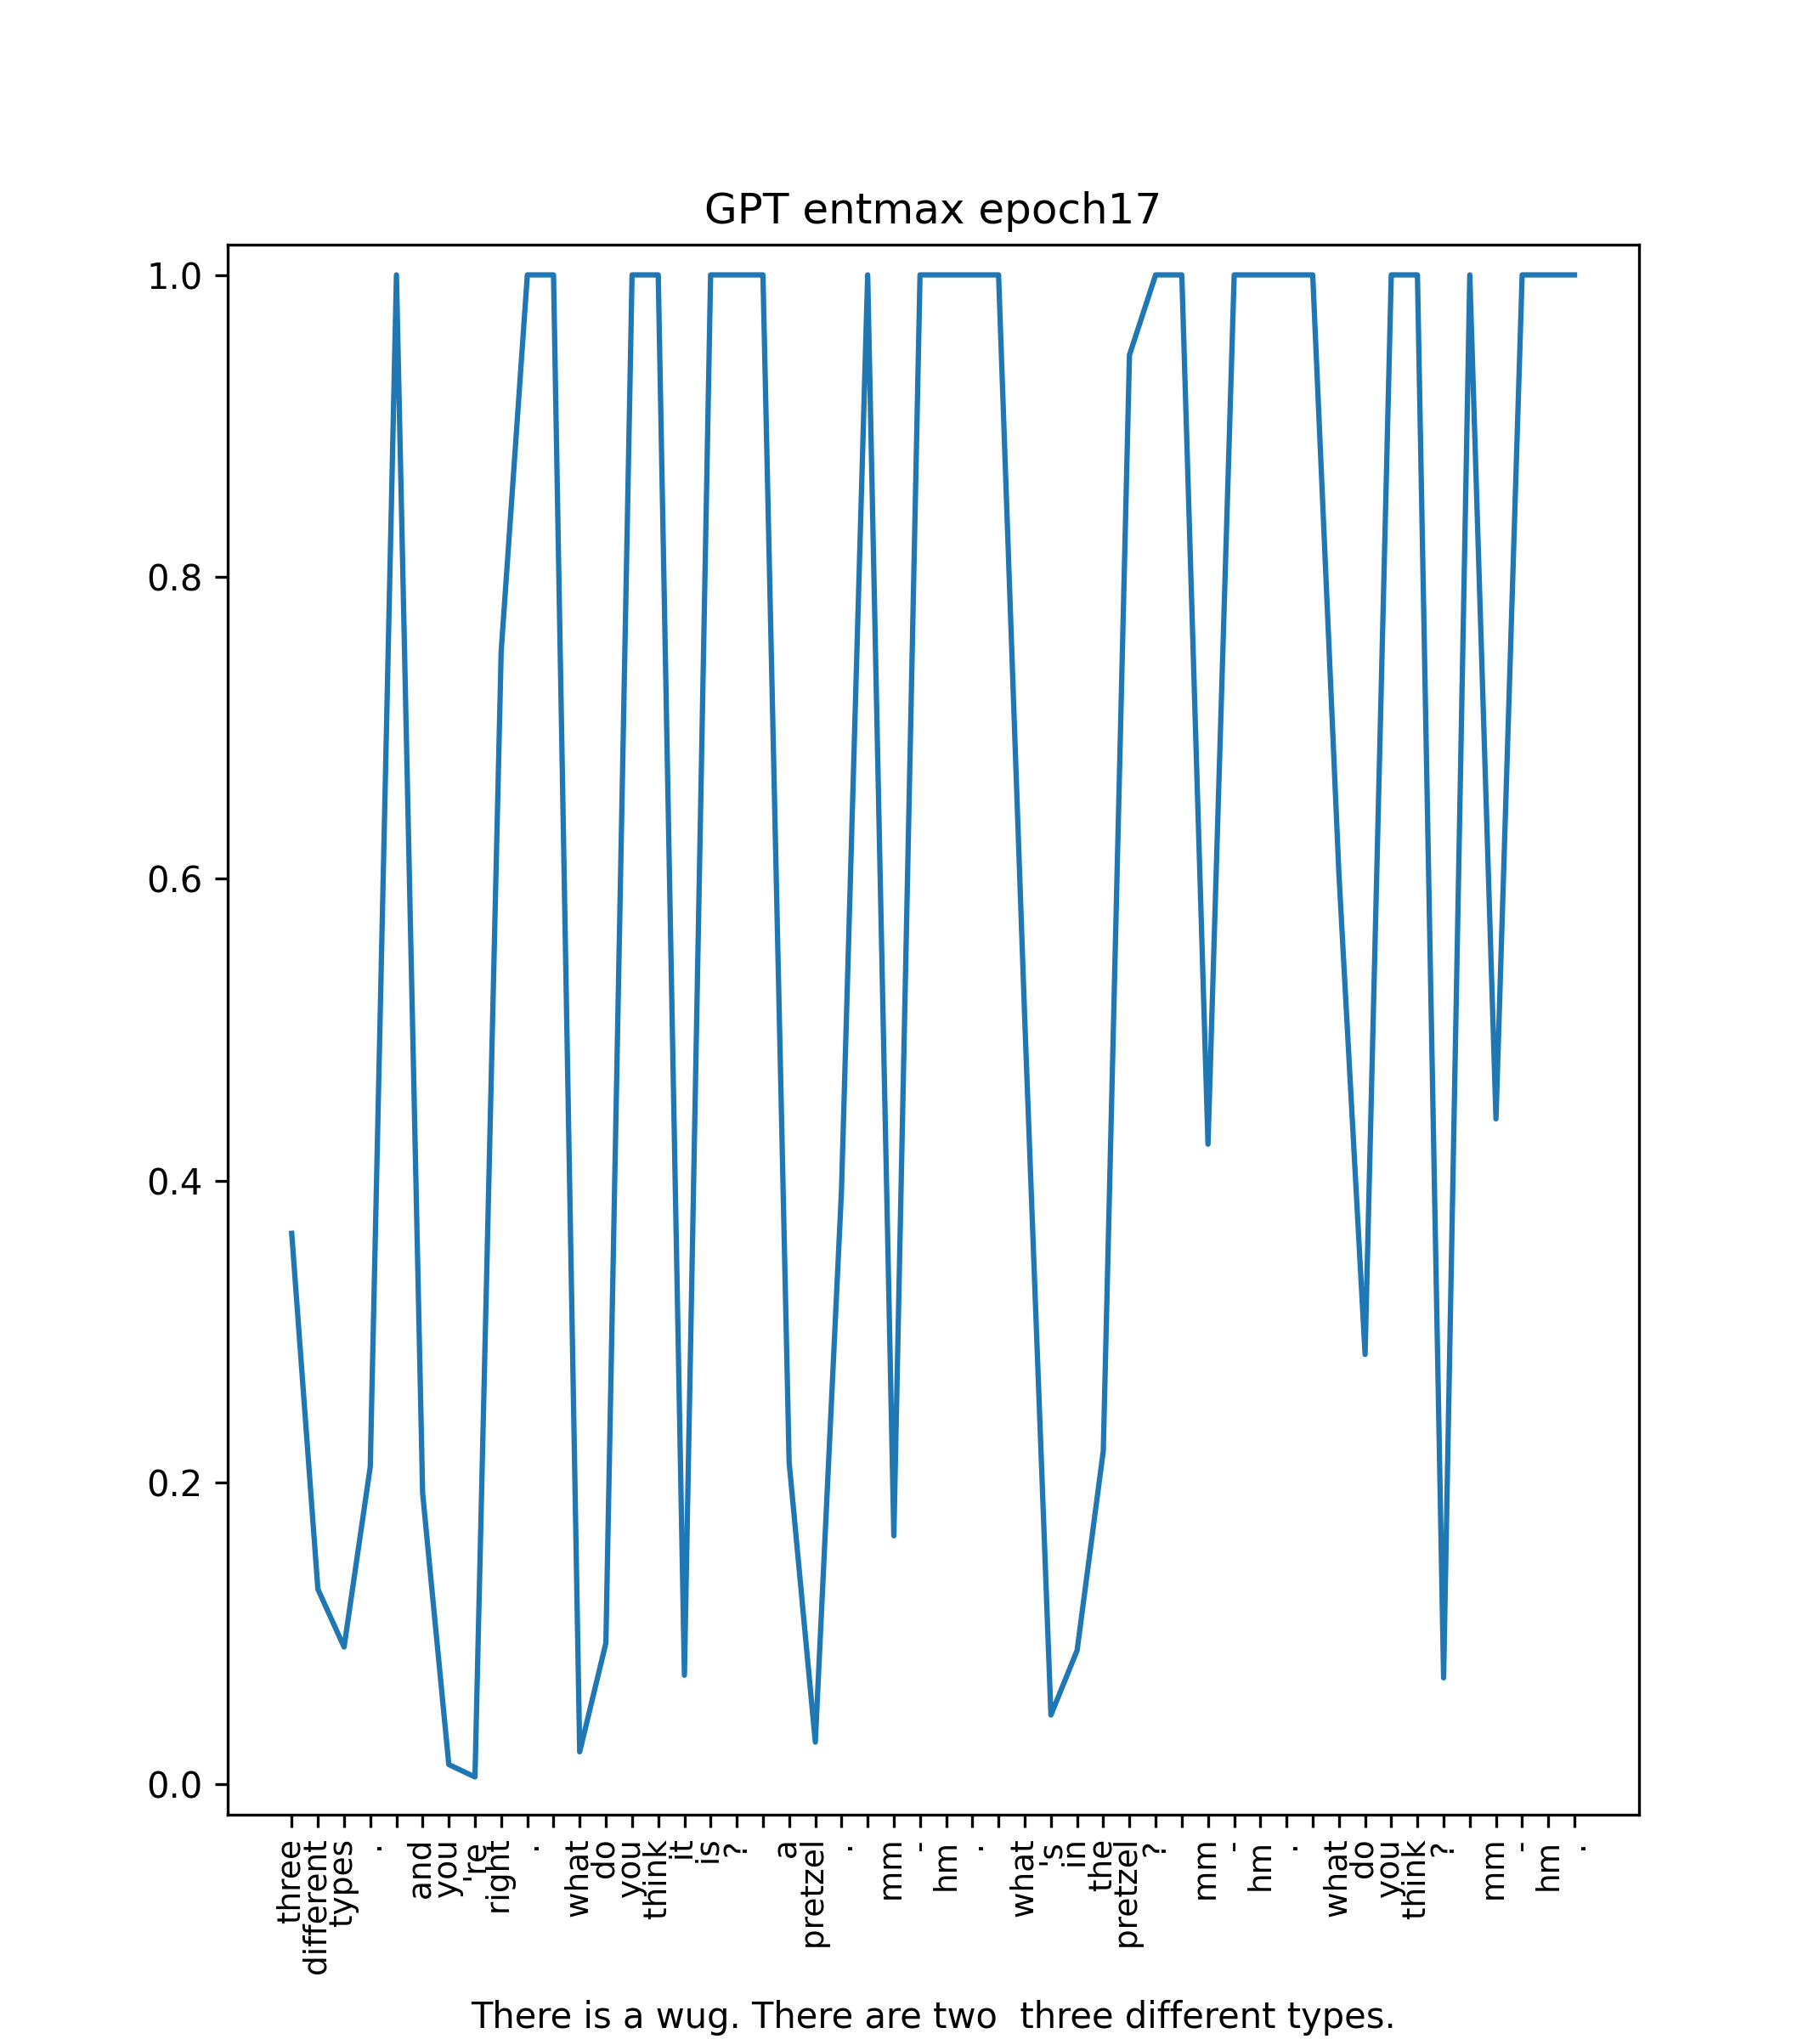 GPT entmax epoch17
1.0
0.8
0.6
0.4
0.2
0.0
three
different
types
.
and
you
're
right
.
what
do
you
think
it
is
?
a
pretzel
.
mm
-
hm
.
what
's
in
the
pretzel
?
mm
-
hm
.
what
do
you
think
?
mm
-
hm
.
There is a wug. There are two  three different types.